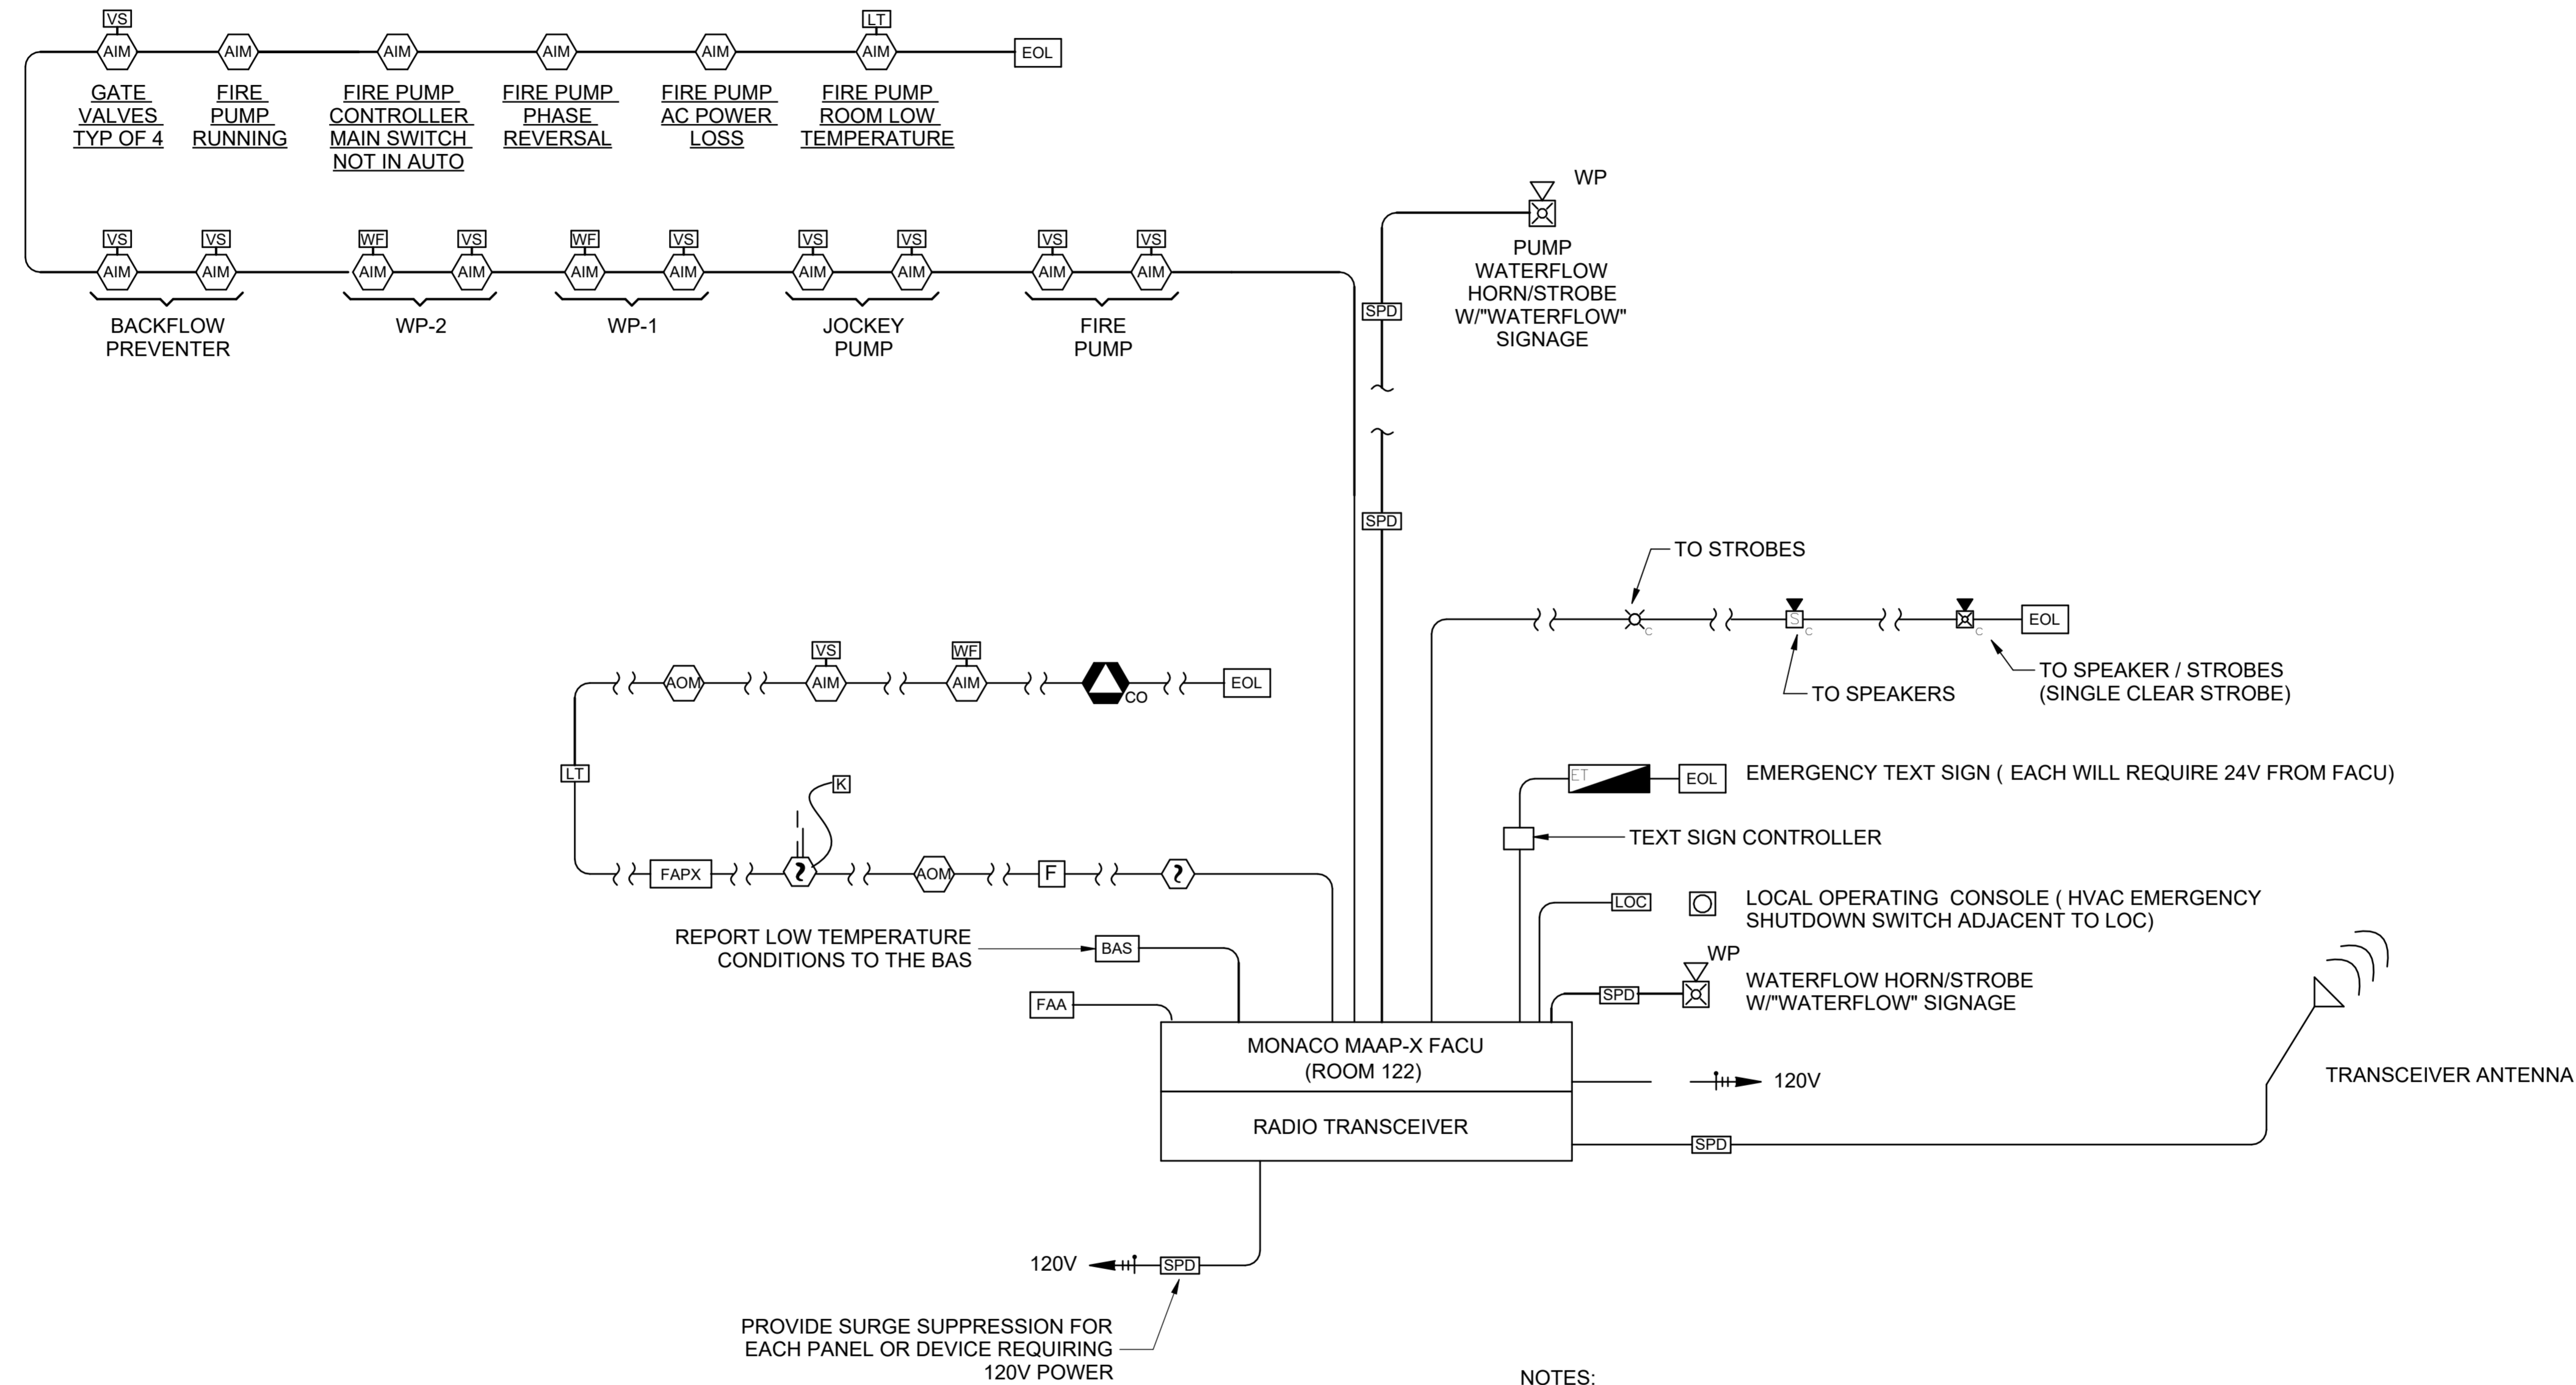 VS
LT
AIM
AIM
AIM
AIM
AIM
AIM
EOL
GATE
VALVES
TYP OF 4
FIRE
PUMP
RUNNING
FIRE PUMP
CONTROLLER
MAIN SWITCH
NOT IN AUTO
FIRE PUMP
PHASE
REVERSAL
FIRE PUMP
AC POWER
LOSS
FIRE PUMP
ROOM LOW
TEMPERATURE
WP
PUMP
WATERFLOW
HORN/STROBE
W/"WATERFLOW"
SIGNAGE
VS
VS
WF
VS
WF
VS
VS
VS
VS
VS
AIM
AIM
AIM
AIM
AIM
AIM
AIM
AIM
AIM
AIM
BACKFLOW
PREVENTER
WP-2
WP-1
JOCKEY
PUMP
FIRE
PUMP
SPD
SPD
TO STROBES
C
S
C
C
EOL
TO SPEAKERS
TO SPEAKER / STROBES
(SINGLE CLEAR STROBE)
VS
WF
AOM
AIM
AIM
CO
EOL
LT
K
FAPX
AOM
F
ET
EOL
EMERGENCY TEXT SIGN ( EACH WILL REQUIRE 24V FROM FACU)
TEXT SIGN CONTROLLER
LOC
LOCAL OPERATING CONSOLE ( HVAC EMERGENCY
SHUTDOWN SWITCH ADJACENT TO LOC)
REPORT LOW TEMPERATURE
CONDITIONS TO THE BAS
BAS
WP
SPD
WATERFLOW HORN/STROBE
W/"WATERFLOW" SIGNAGE
FAA
MONACO MAAP-X FACU
(ROOM 122)
120V
TRANSCEIVER ANTENNA
RADIO TRANSCEIVER
SPD
120V
SPD
PROVIDE SURGE SUPPRESSION FOR
EACH PANEL OR DEVICE REQUIRING
120V POWER
NOTES: